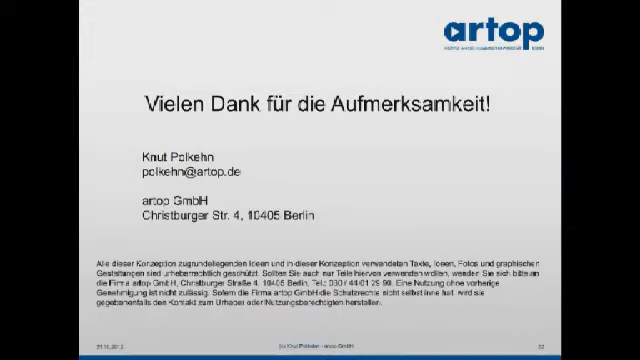 artop
Vielen Dank für die Aufmerksamkeit!
Knut Polkehn
polkehn@artop.de
artop GmbH
Christburger Str. 4, 10405 Berlin
Alle dieser Konzeption zugrundeliegenden Ideen und in dieser Konzeption verwendeten Texte, Ideen, Fotos und graphischen
Gestaltungen sind urheberrechtlich geschützt. Sollten Sie auch nur Teile hiervon verwenden wollen, wenden Sie sich bitte an
die Firma artop GmbH, Christburger Straße 4, 10405 Berlin, Tel.: 030 / 44 01 29 90. Eine Nutzung ohne vorherige
Genehmigung ist nicht zulässig. Sofern die Firma artop GmbH die Schutzrechte nicht selbst inne hat, wird sie
gegebenenfalls den Kontakt zum Urheber oder Nutzungsberechtigten herstellen.
Knut Polkehn - artop GmbH